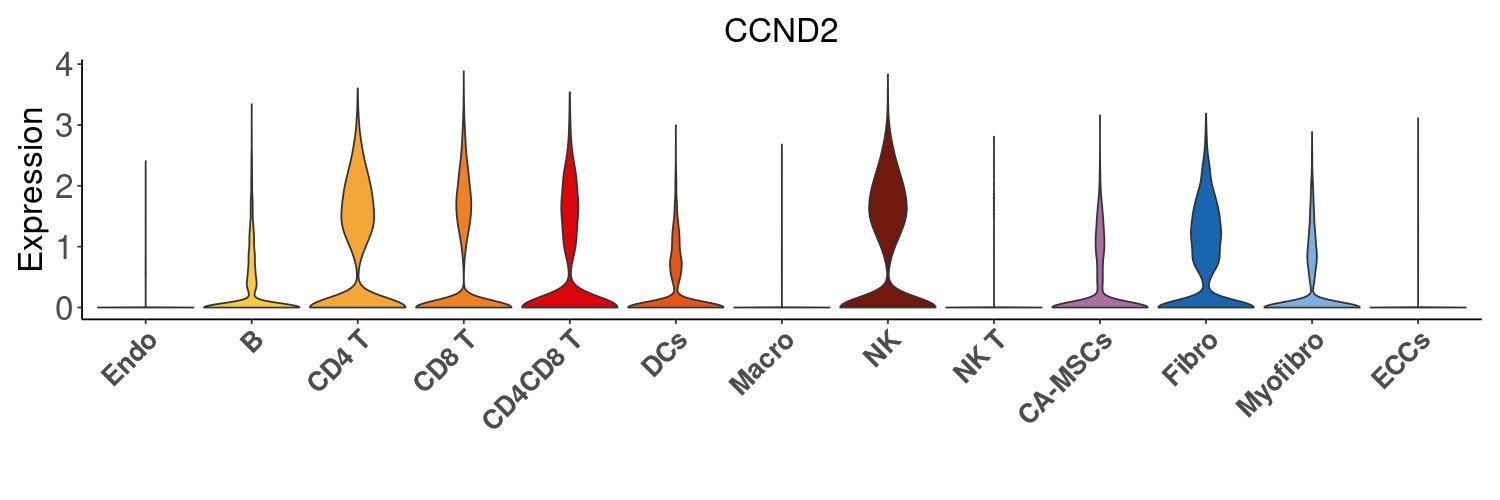 CCND2
Expression
4
3
2
1
0
Endo
B
CD4 T
CD8 T
CD4CD8 T
DCs
Macro
NK
NK T
CA-MSCs
Fibro
Myofibro
ECCs